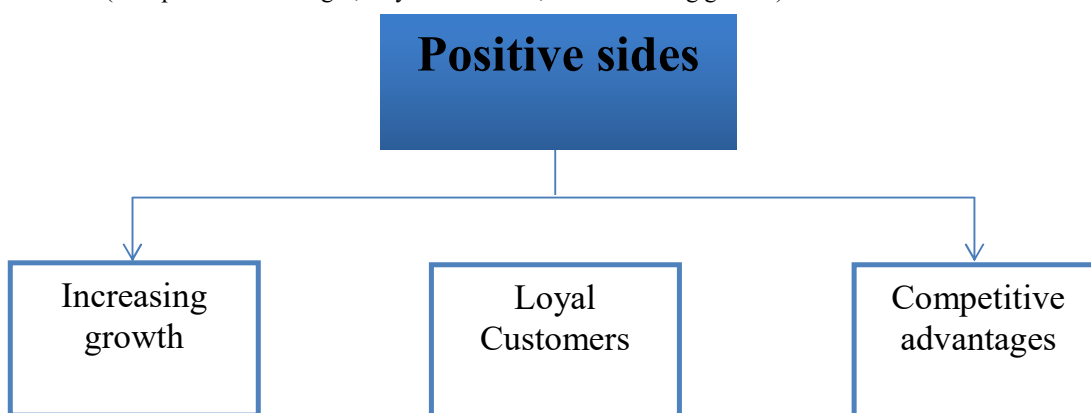 Positive sides
Increasing
growth
Loyal
Customers
Competitive
advantages